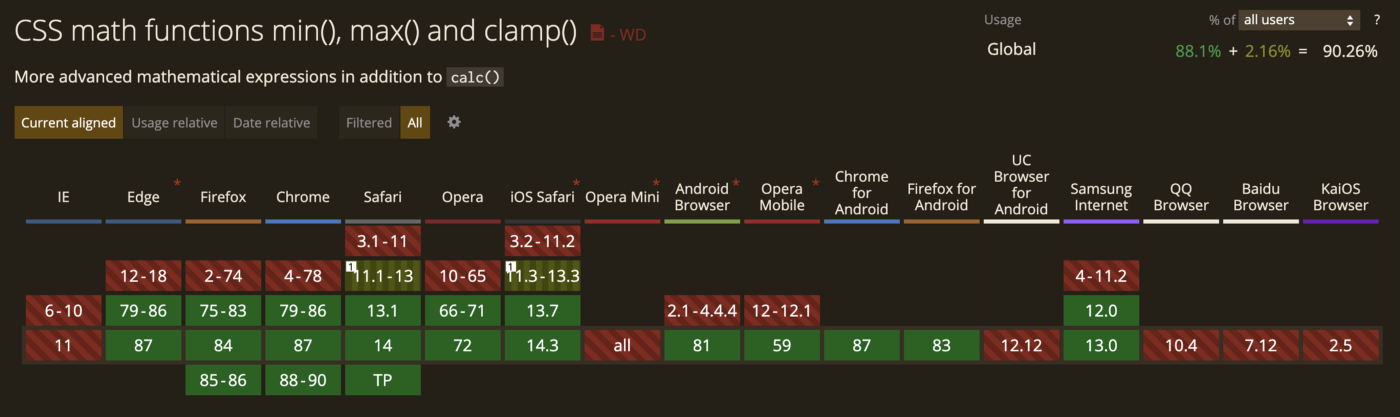 CSS math functions min(), max() and clamp() - WD
Usage % of all users ?
Global 88.1% + 2.16% = 90.26%
More advanced mathematical expressions in addition to calc()
Current aligned Usage relative Date relative Filtered All
IE Edge * Firefox Chrome Safari Opera iOS Safari * Opera Mini * Android Browser * Opera Mobile * Chrome for Android Firefox for Android UC Browser for Android Samsung Internet QQ Browser Baidu Browser KaiOS Browser
3.1-11 3.2-11.2
12-18 2-74 4-78 1 11.1-13 10-65 1 11.3-13.3 4-11.2
6-10 79-86 75-83 79-86 13.1 66-71 13.7 2.1-4.4.4 12-12.1 12.0
11 87 84 87 14 72 14.3 all 81 59 87 83 12.12 13.0 10.4 7.12 2.5
85-86 88-90 TP